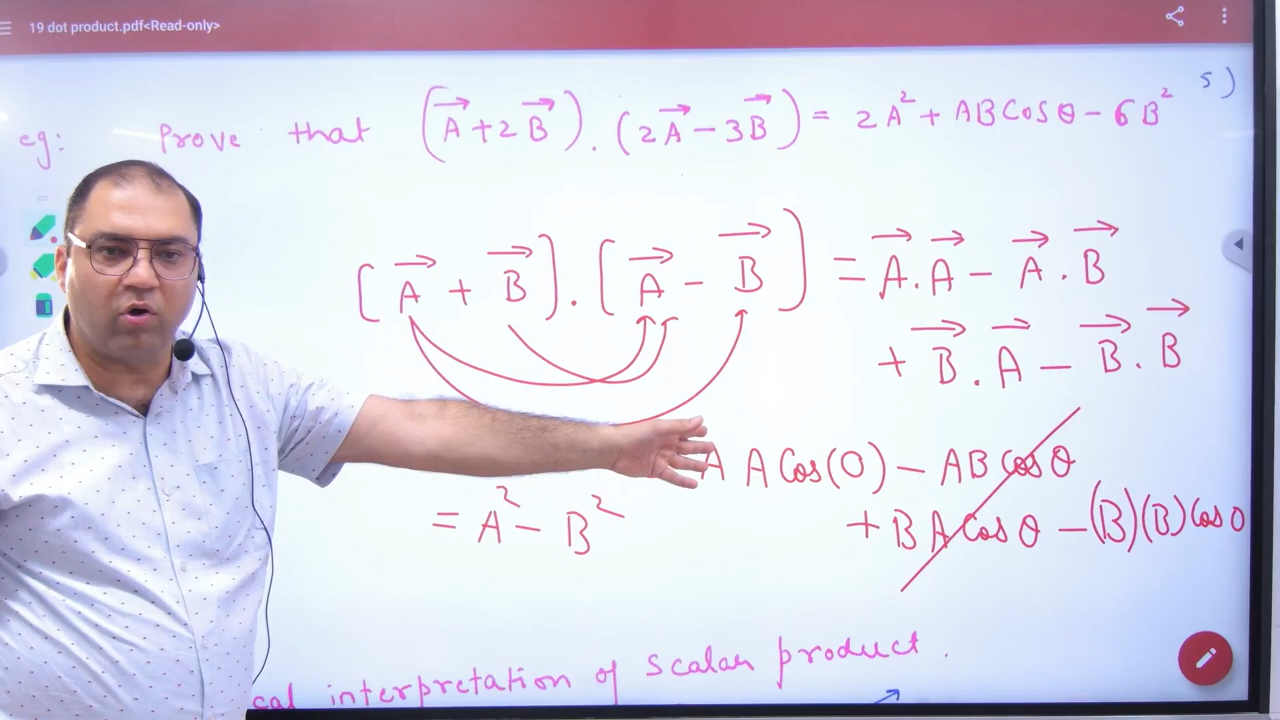 19 dot product.pdf<Read-only>
5)
eg: Prove that (A⃗ + 2B⃗) . (2A⃗ − 3B⃗) = 2A² + AB Cos θ − 6B²
[A⃗ + B⃗] . [A⃗ − B⃗] = A⃗.A⃗ − A⃗.B⃗
+ B⃗.A⃗ − B⃗.B⃗
A A Cos(0) − AB Cos θ
= A² − B²
+ B A Cos θ − (B)(B) Cos 0
cal interpretation of scalar product.